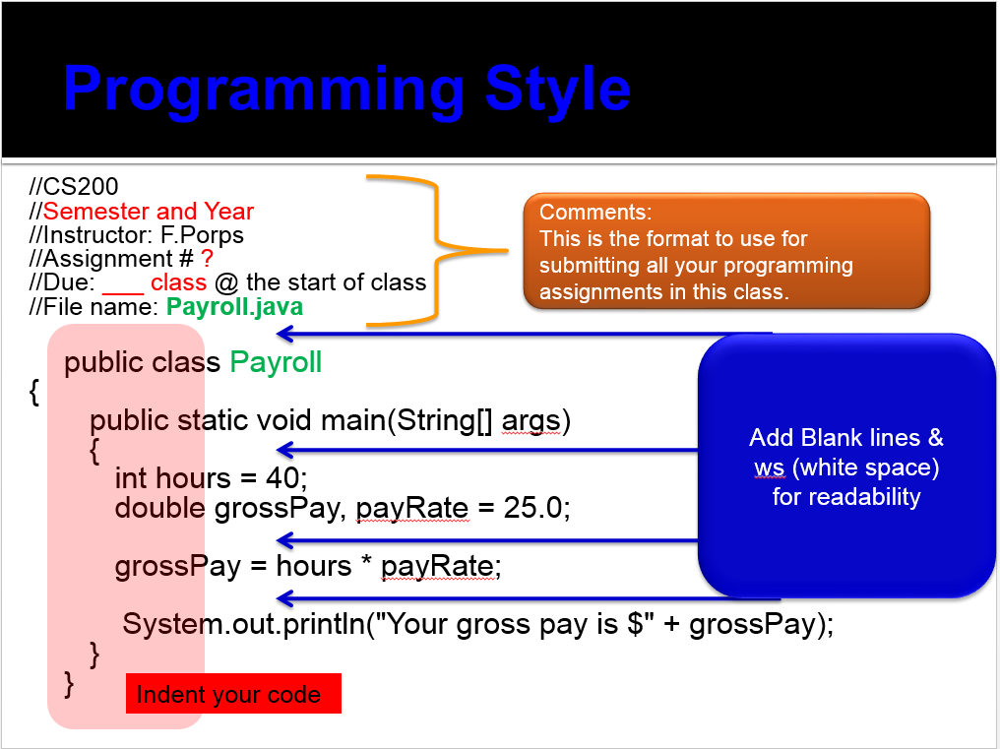 Programming Style
//CS200
//Semester and Year
//Instructor: F.Porps
//Assignment # ?
//Due: ___ class @ the start of class
//File name: Payroll.java
Comments:
This is the format to use for
submitting all your programming
assignments in this class.
public class Payroll
{
public static void main(String[] args)
{
int hours = 40;
double grossPay, payRate = 25.0;
grossPay = hours * payRate;
System.out.println("Your gross pay is $" + grossPay);
}
}
Add Blank lines &
ws (white space)
for readability
Indent your code